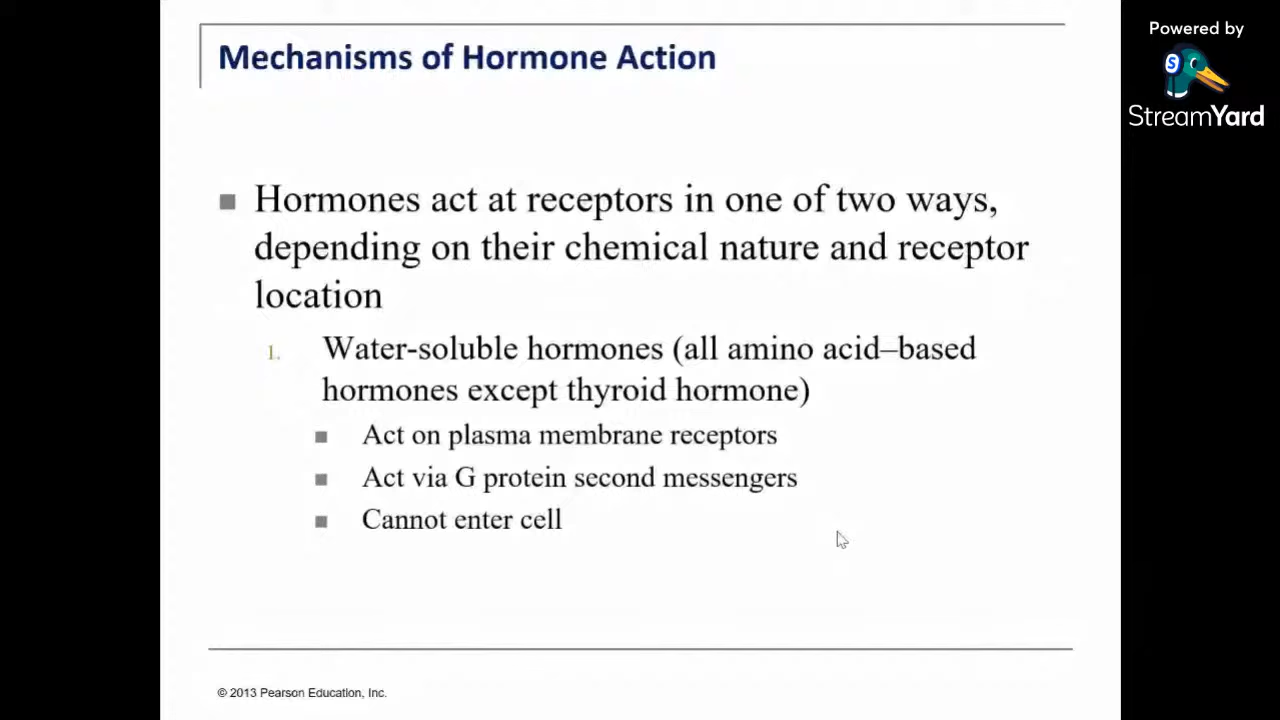 Mechanisms of Hormone Action
Powered by
S
StreamYard
■ Hormones act at receptors in one of two ways,
depending on their chemical nature and receptor
location
1. Water-soluble hormones (all amino acid–based
hormones except thyroid hormone)
■ Act on plasma membrane receptors
■ Act via G protein second messengers
■ Cannot enter cell
© 2013 Pearson Education, Inc.